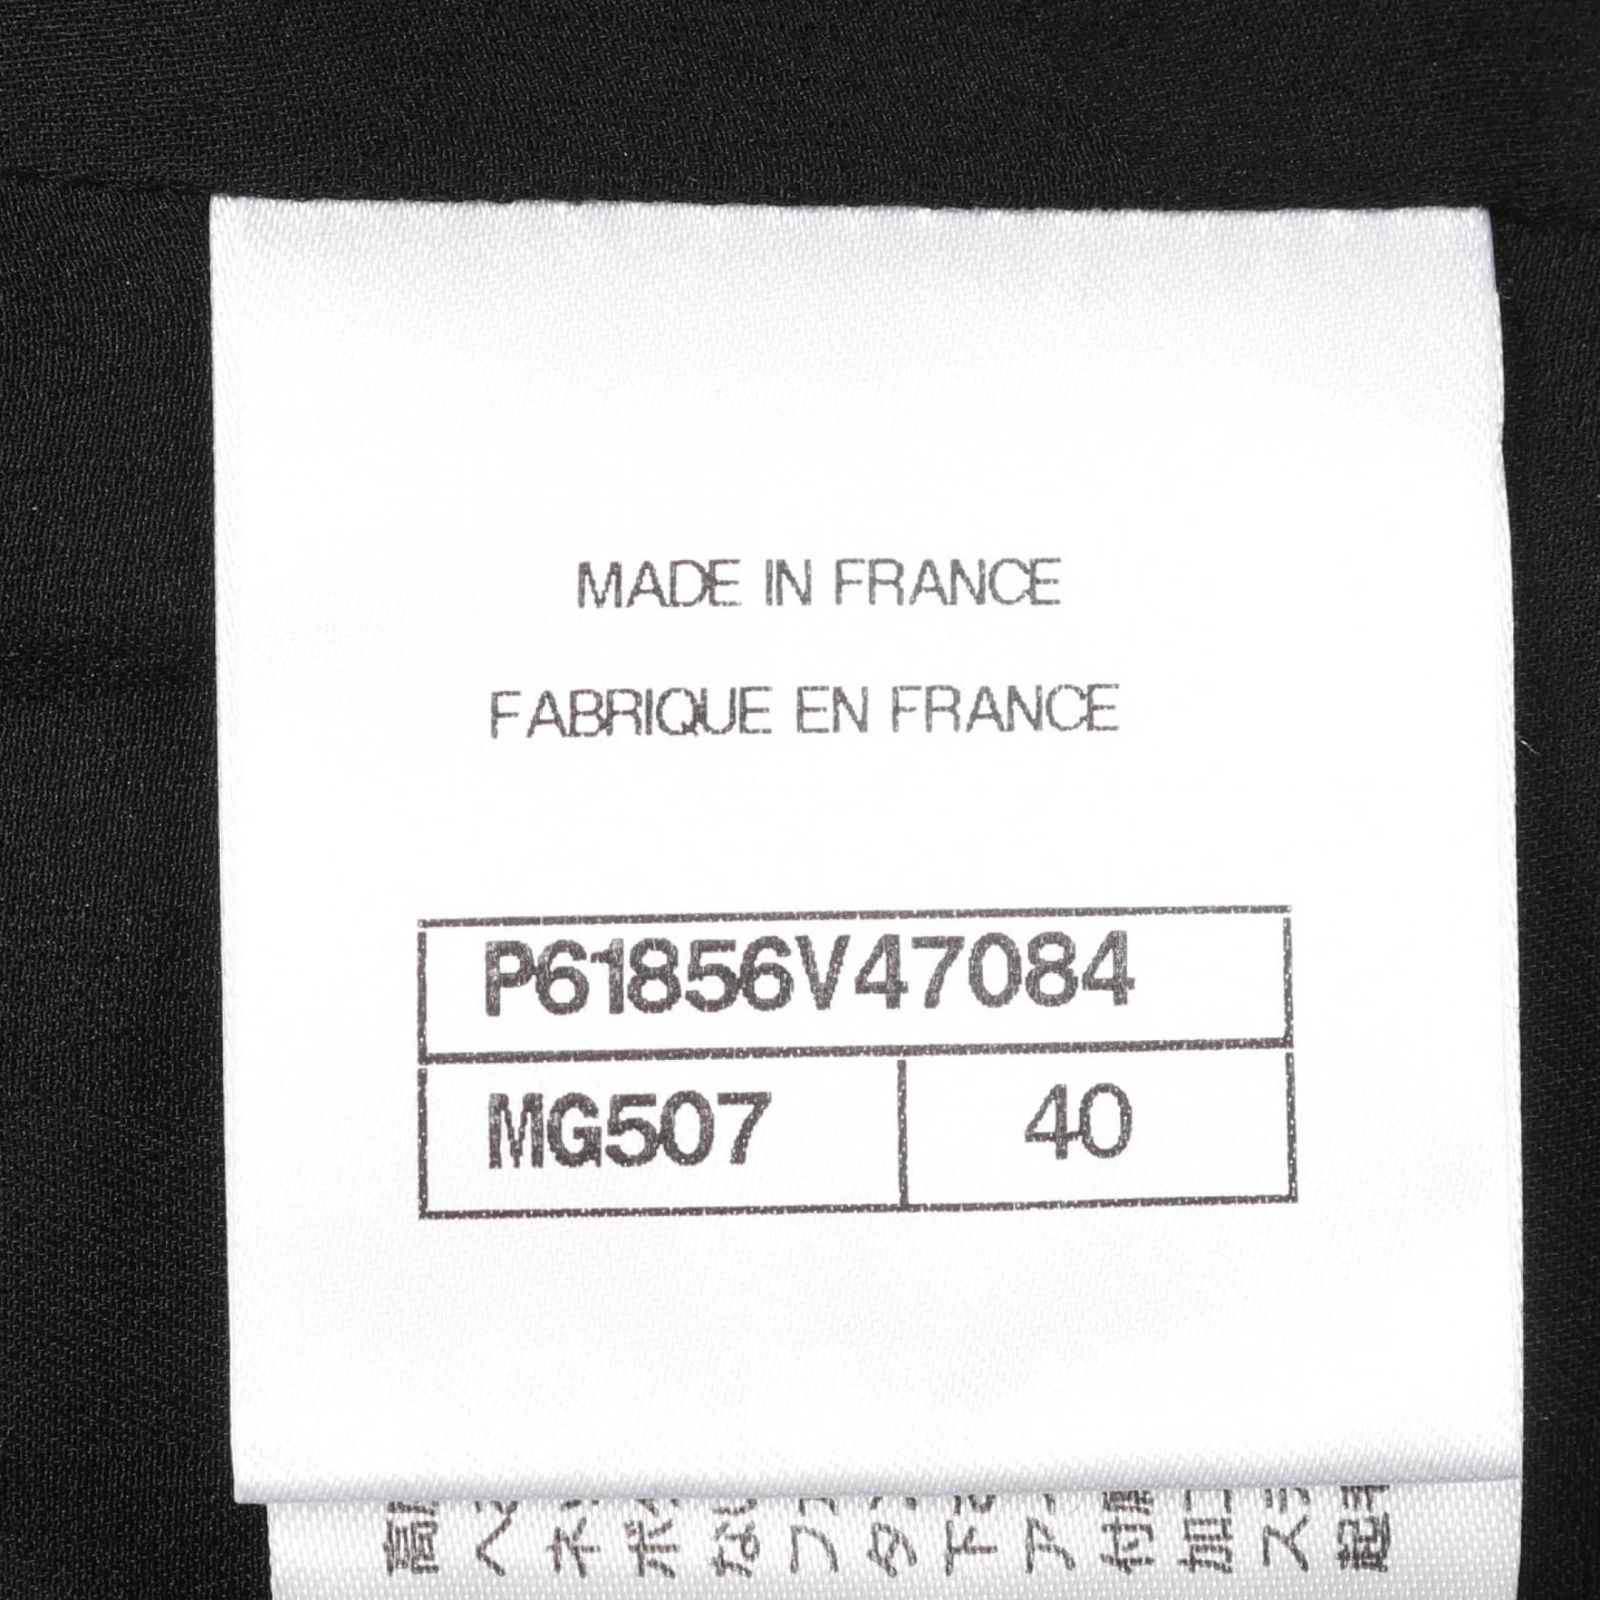 MADE IN FRANCE
FABRIQUE EN FRANCE
P61856V47084
MG507 40